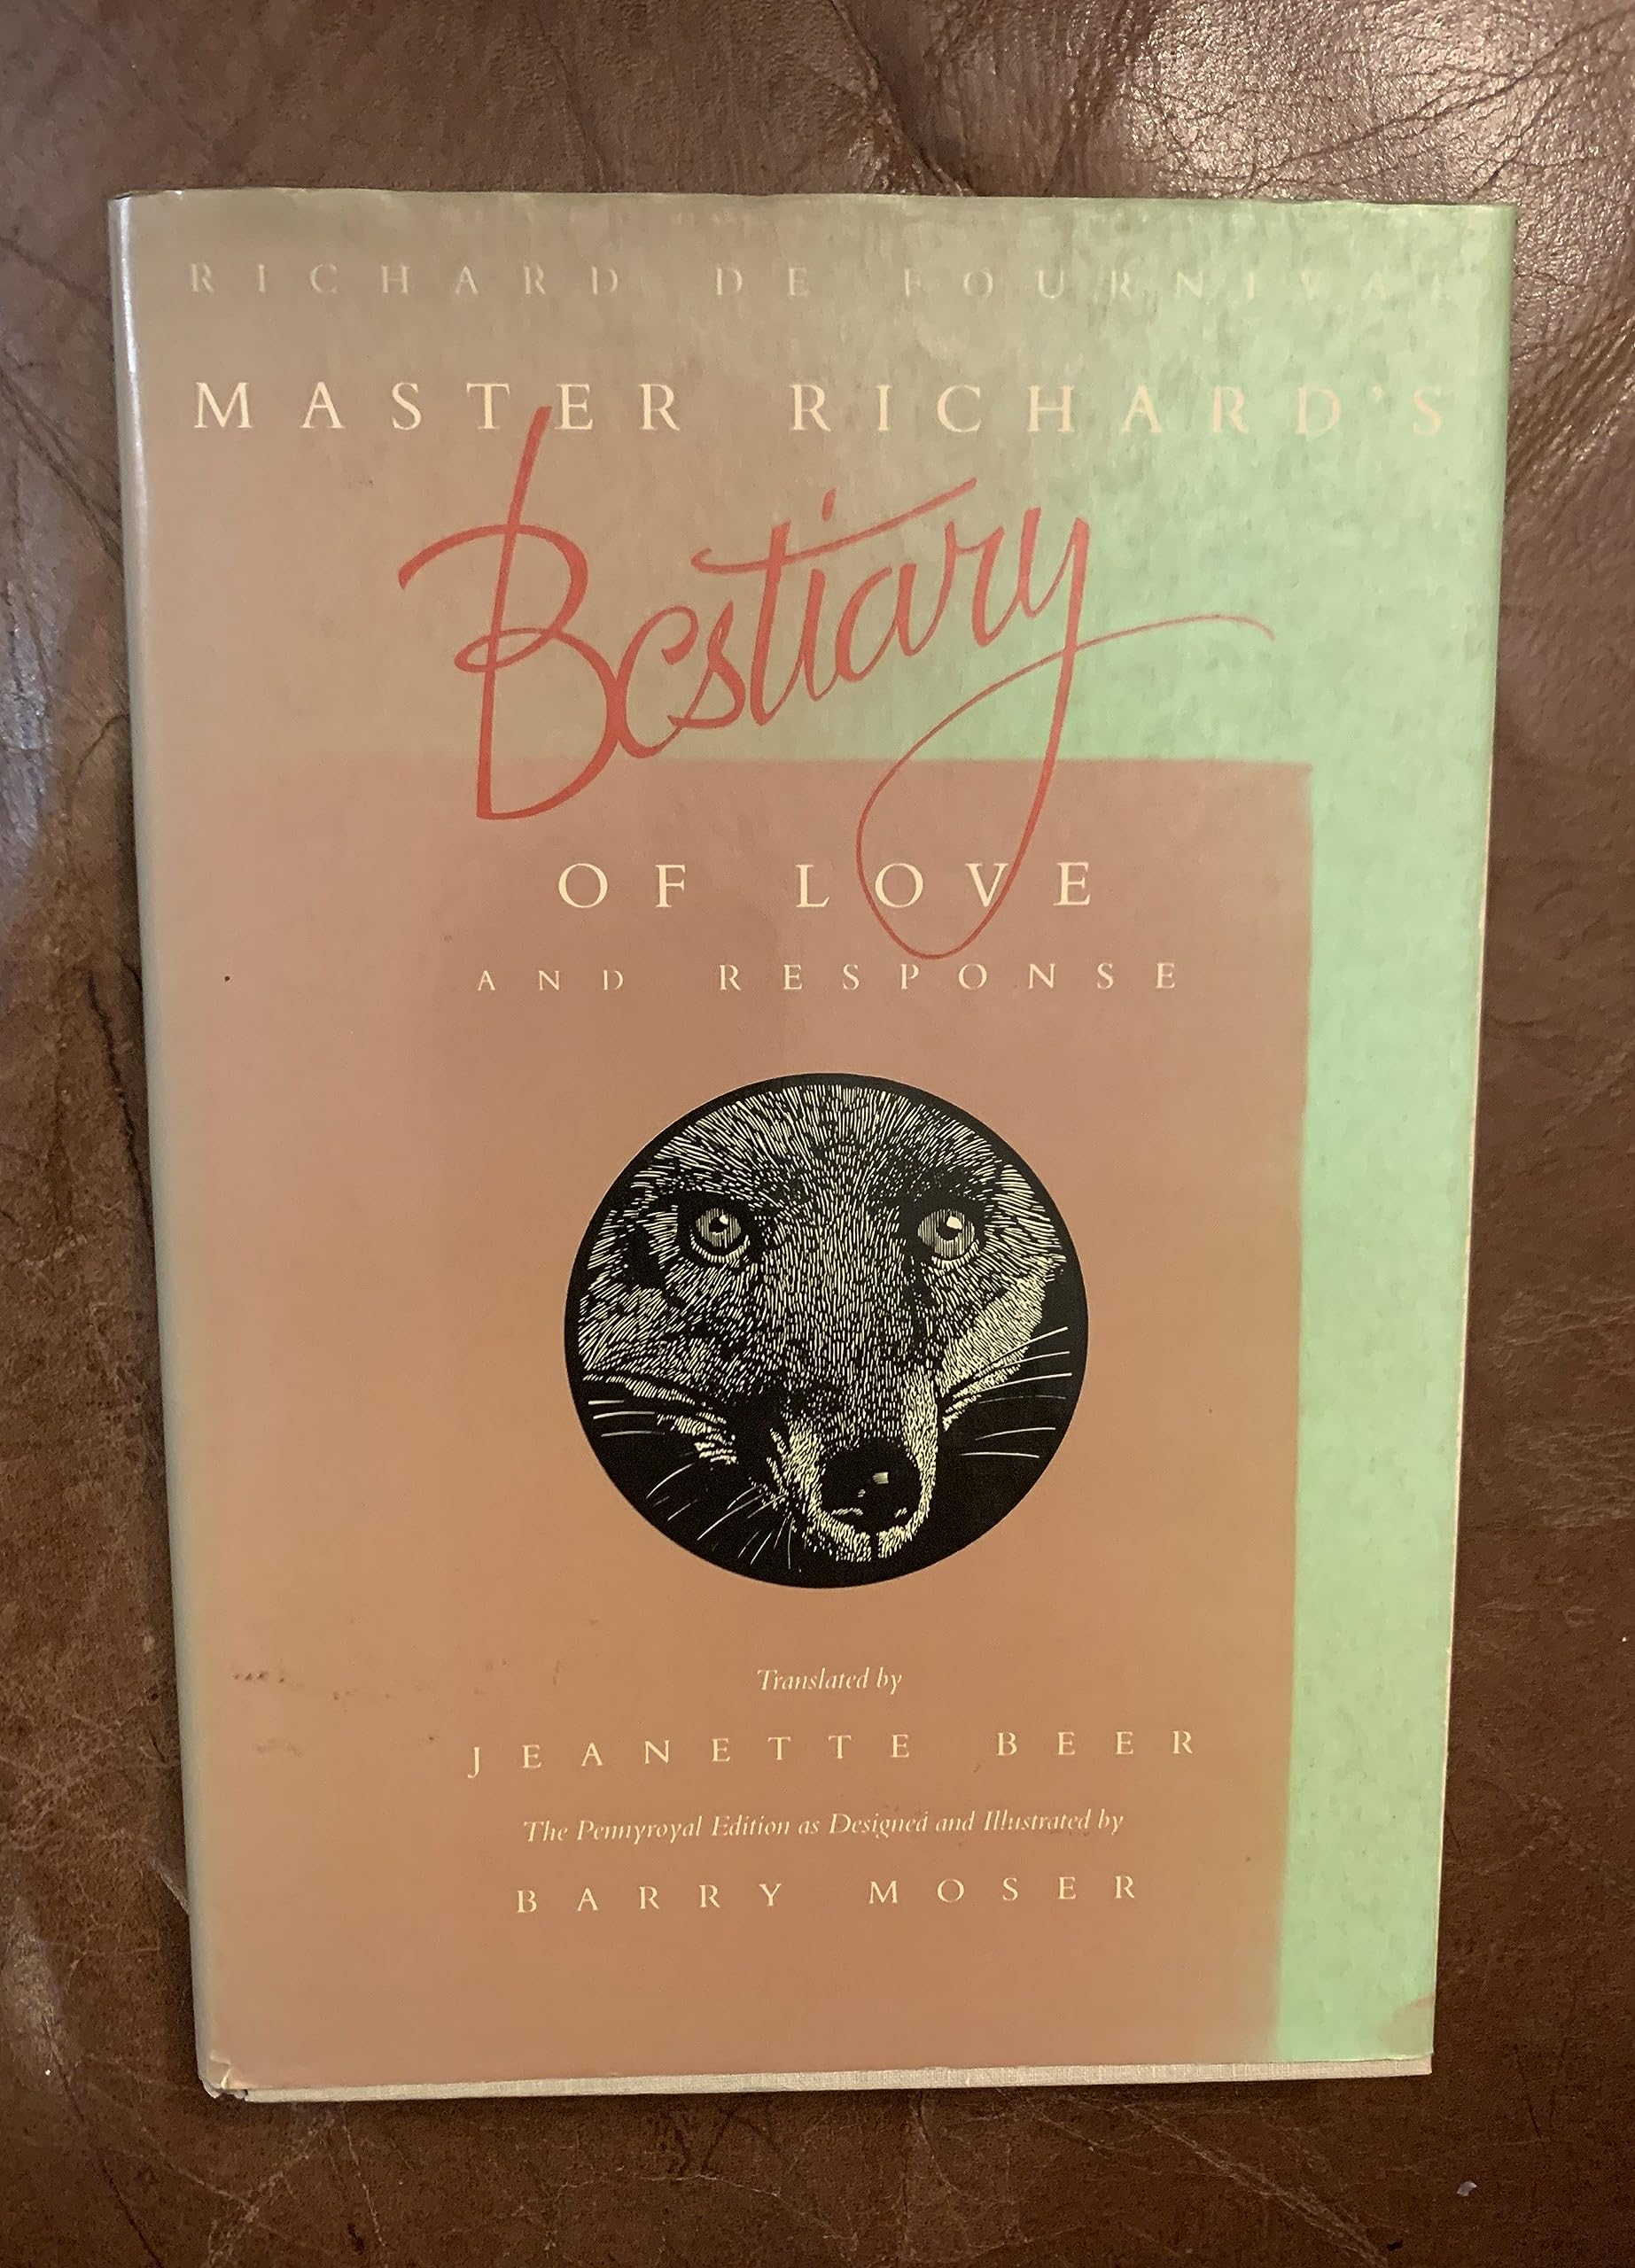 RICHARD DE FOURNIVAL
MASTER RICHARD'S
Bestiary
OF LOVE
AND RESPONSE
Translated by
JEANETTE BEER
The Pennyroyal Edition as Designed and Illustrated by
BARRY MOSER